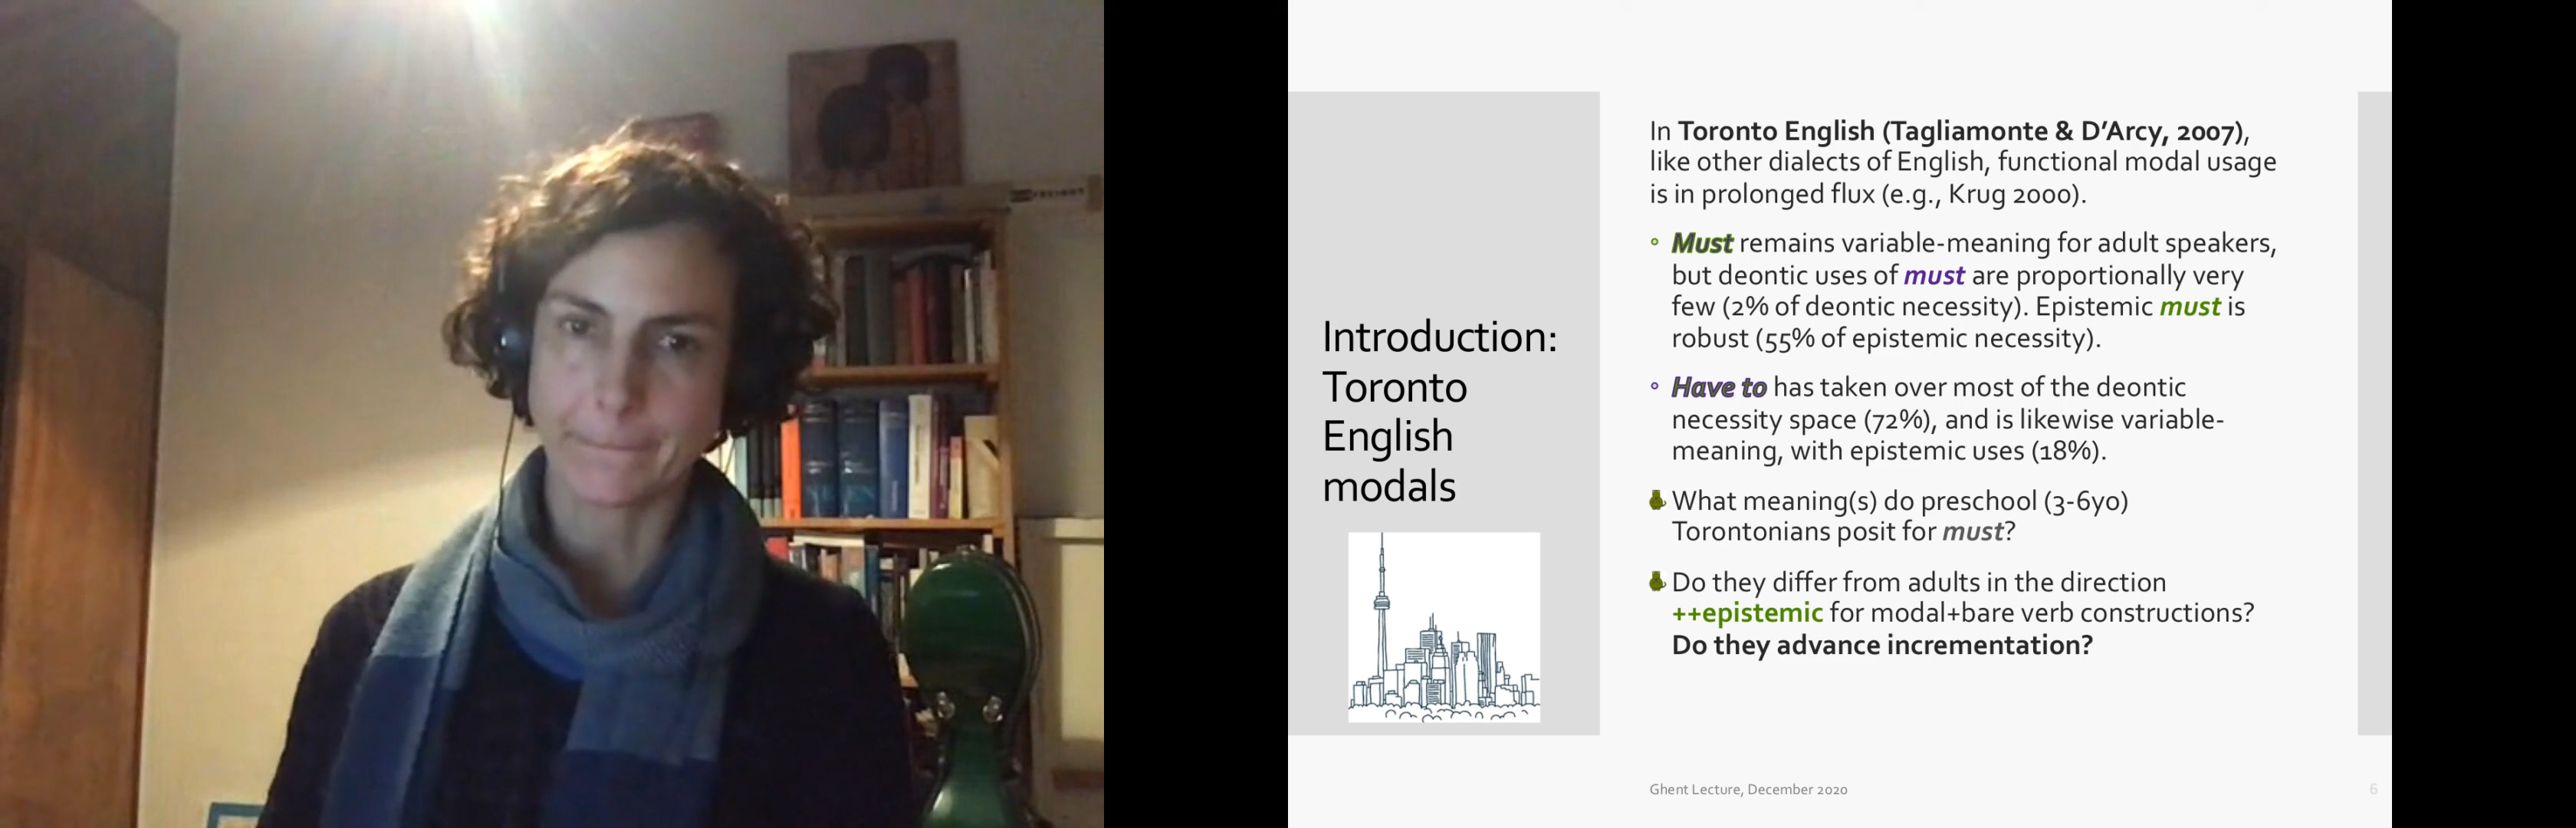 Introduction:
Toronto
English
modals
In Toronto English (Tagliamonte & D’Arcy, 2007),
like other dialects of English, functional modal usage
is in prolonged flux (e.g., Krug 2000).
Must remains variable-meaning for adult speakers,
but deontic uses of must are proportionally very
few (2% of deontic necessity). Epistemic must is
robust (55% of epistemic necessity).
Have to has taken over most of the deontic
necessity space (72%), and is likewise variable-
meaning, with epistemic uses (18%).
What meaning(s) do preschool (3-6yo)
Torontonians posit for must?
Do they differ from adults in the direction
++epistemic for modal+bare verb constructions?
Do they advance incrementation?
Ghent Lecture, December 2020
6